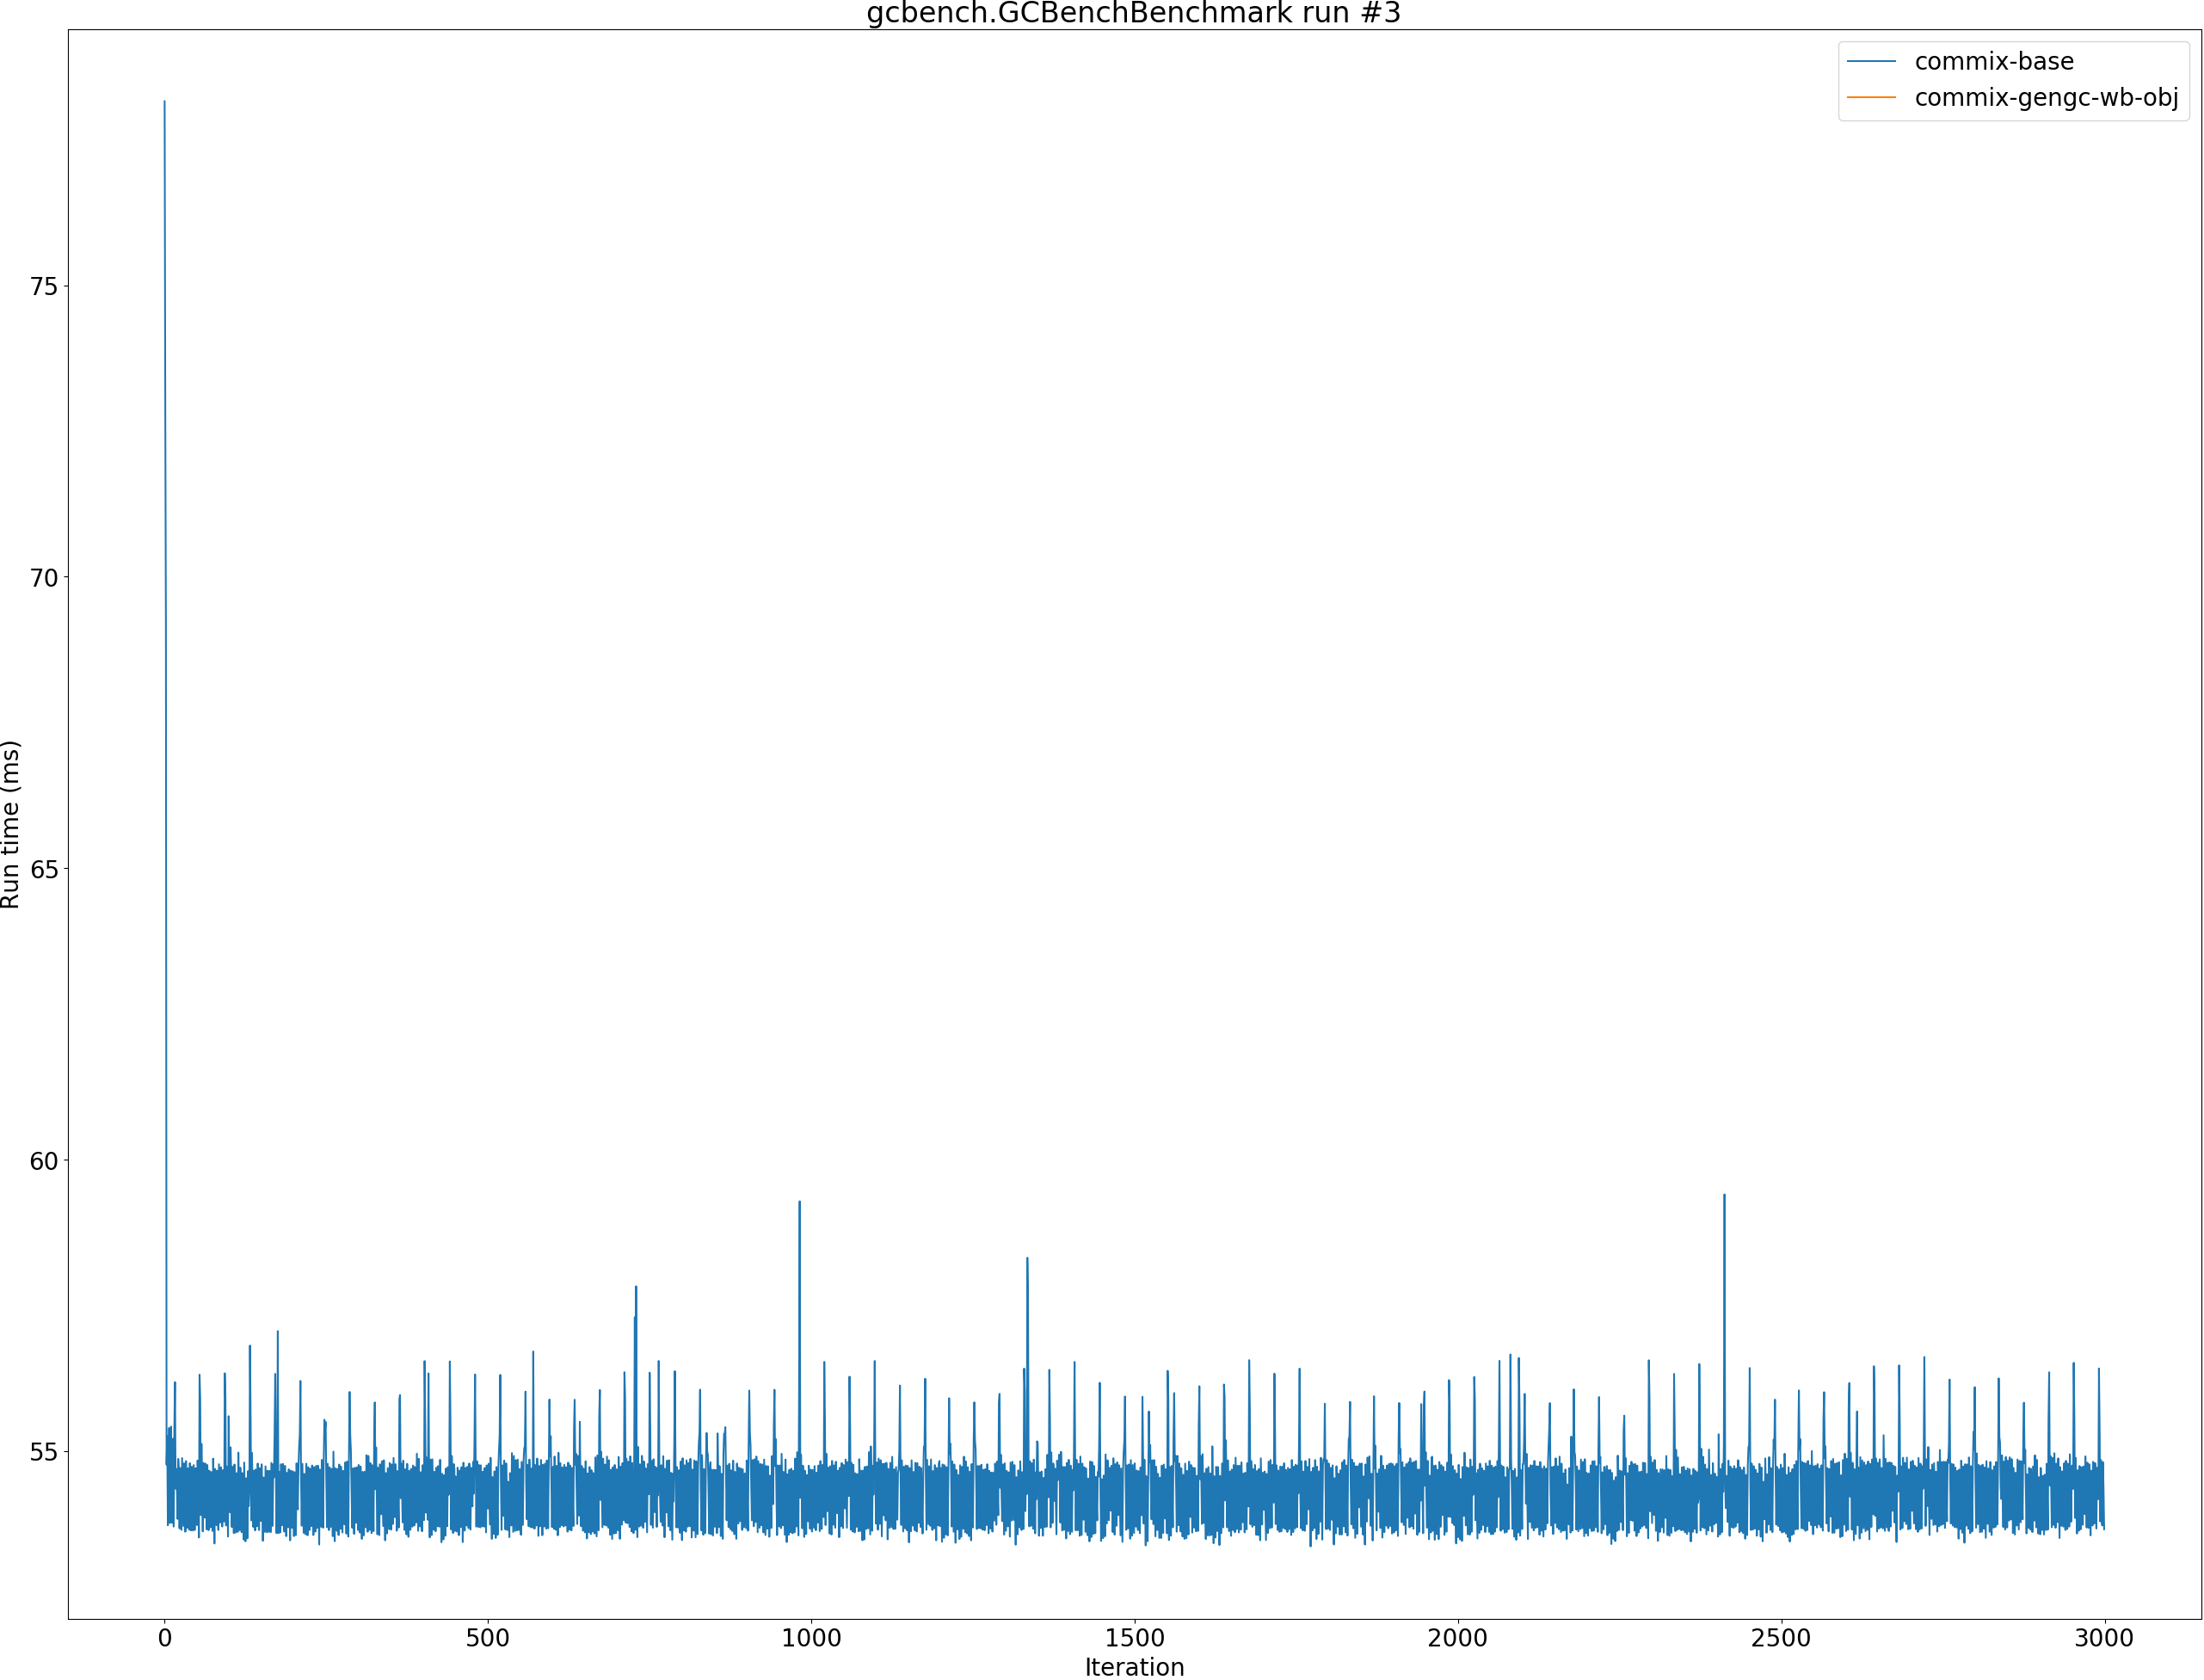 gcbench.GCBenchBenchmark run #3
commix-base
commix-gengc-wb-obj
Run time (ms)
75
70
65
60
55
0 500 1000 1500 2000 2500 3000
Iteration